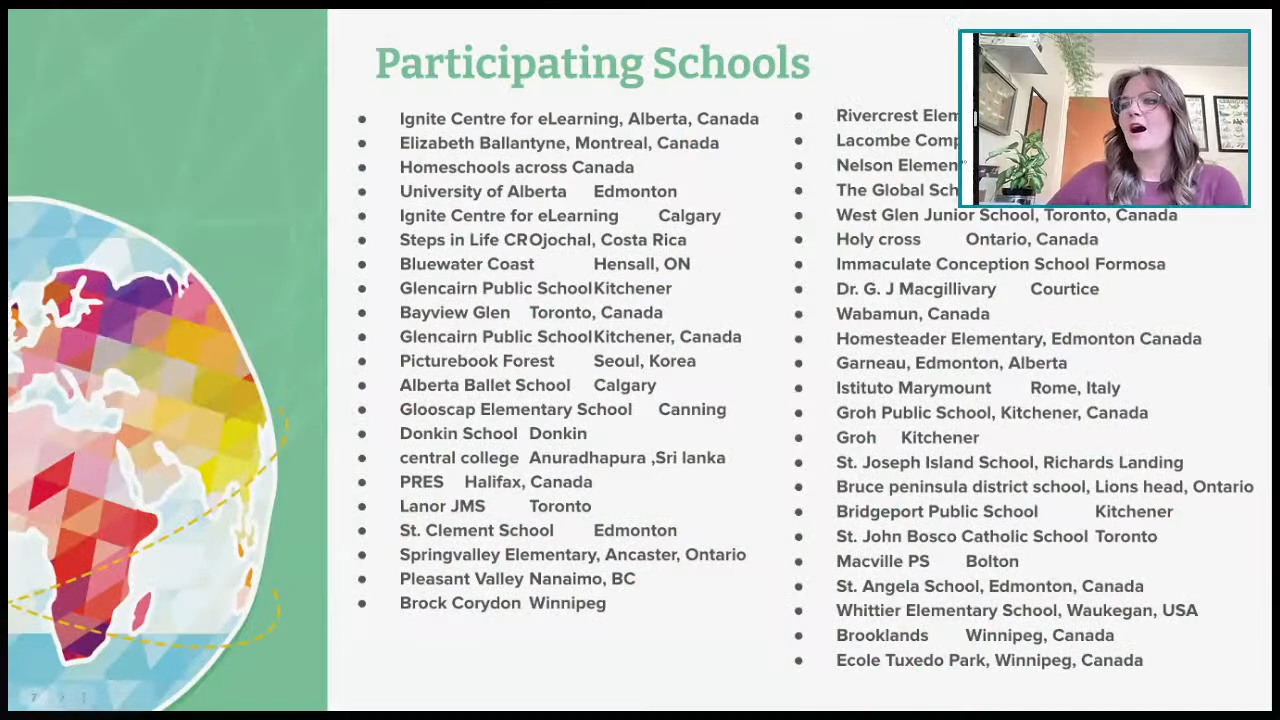 Participating Schools
Ignite Centre for eLearning, Alberta, Canada
Elizabeth Ballantyne, Montreal, Canada
Homeschools across Canada
University of Alberta Edmonton
Ignite Centre for eLearning Calgary
Steps in Life CR Ojochal, Costa Rica
Bluewater Coast Hensall, ON
Glencairn Public School Kitchener
Bayview Glen Toronto, Canada
Glencairn Public School Kitchener, Canada
Picturebook Forest Seoul, Korea
Alberta Ballet School Calgary
Glooscap Elementary School Canning
Donkin School Donkin
central college Anuradhapura ,Sri lanka
PRES Halifax, Canada
Lanor JMS Toronto
St. Clement School Edmonton
Springvalley Elementary, Ancaster, Ontario
Pleasant Valley Nanaimo, BC
Brock Corydon Winnipeg
Rivercrest
Lacombe
Nelson
The Global
West Glen Junior School, Toronto, Canada
Holy cross Ontario, Canada
Immaculate Conception School Formosa
Dr. G. J Macgillivary Courtice
Wabamun, Canada
Homesteader Elementary, Edmonton Canada
Garneau, Edmonton, Alberta
Istituto Marymount Rome, Italy
Groh Public School, Kitchener, Canada
Groh Kitchener
St. Joseph Island School, Richards Landing
Bruce peninsula district school, Lions head, Ontario
Bridgeport Public School Kitchener
St. John Bosco Catholic School Toronto
Macville PS Bolton
St. Angela School, Edmonton, Canada
Whittier Elementary School, Waukegan, USA
Brooklands Winnipeg, Canada
Ecole Tuxedo Park, Winnipeg, Canada
7